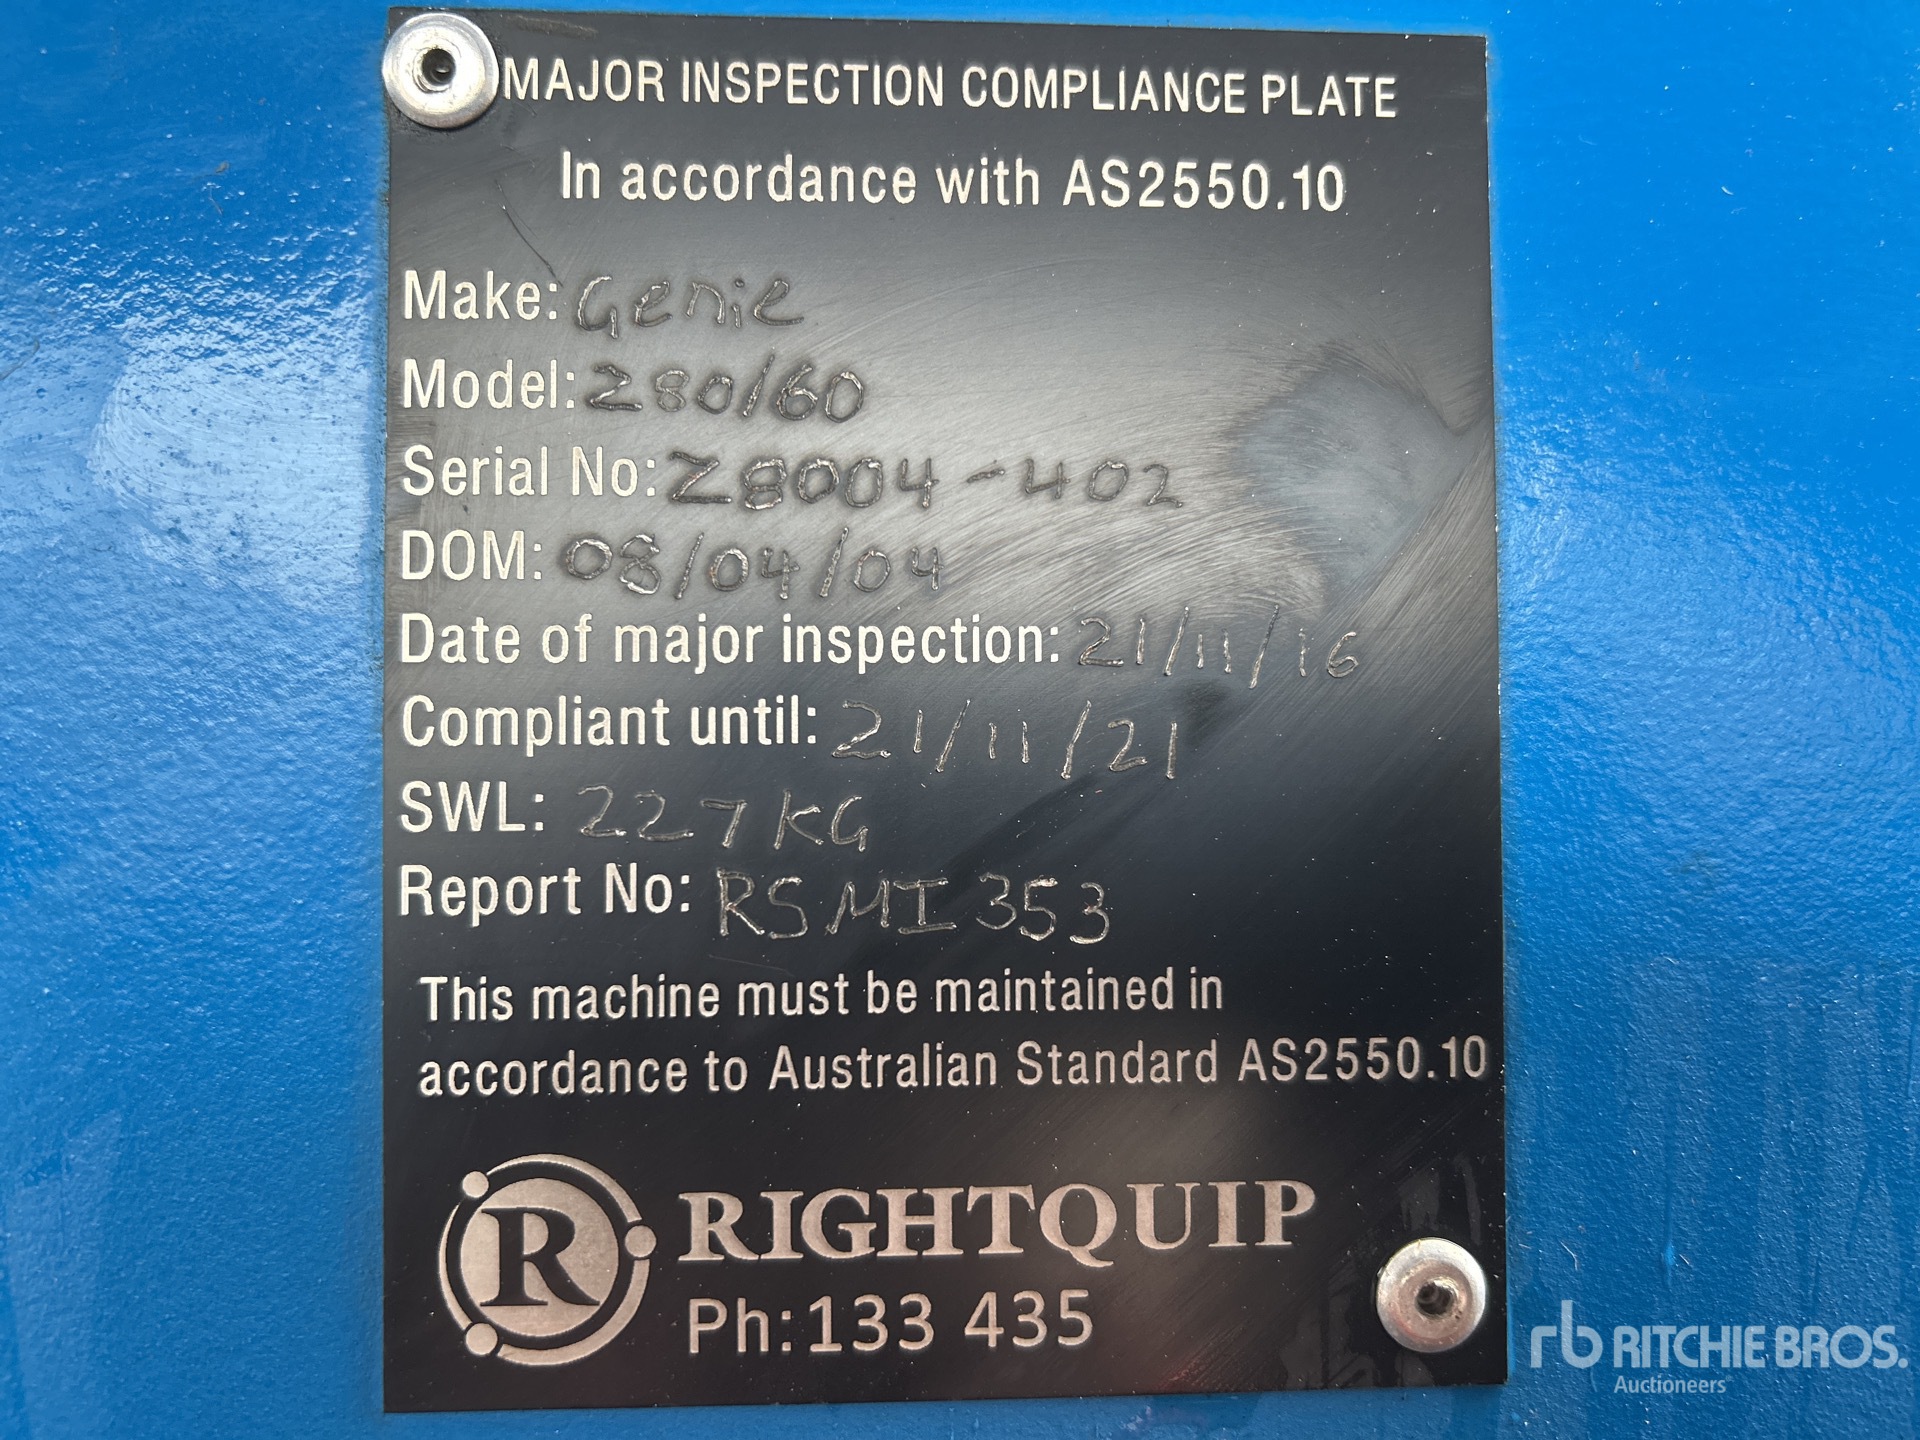 MAJOR INSPECTION COMPLIANCE PLATE
In accordance with AS2550.10
Make: Genie
Model: Z80/60
Serial No: Z8004-402
DOM: 08/04/04
Date of major inspection: 21/11/16
Compliant until: 21/11/21
SWL: 227KG
Report No: RSMI353
This machine must be maintained in
accordance to Australian Standard AS2550.10
R RIGHTQUIP
Ph:133 435
rb RITCHIE BROS.
Auctioneers